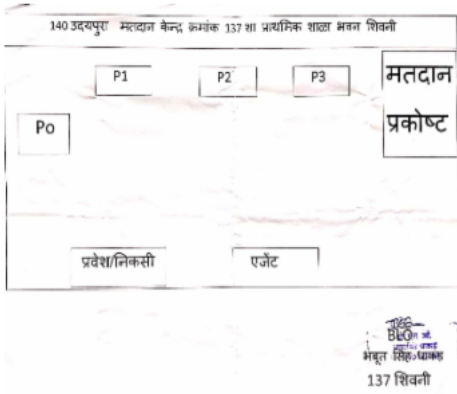 140 उदयपुरा मतदान केन्द्र क्रमांक 137 शा प्राथमिक शाला भवन शिवनी
P1 P2 P3 मतदान
प्रकोष्ट
Po
प्रवेश/निकसी एजेंट
BLO
भबूत सिंह धाकड
137 शिवनी